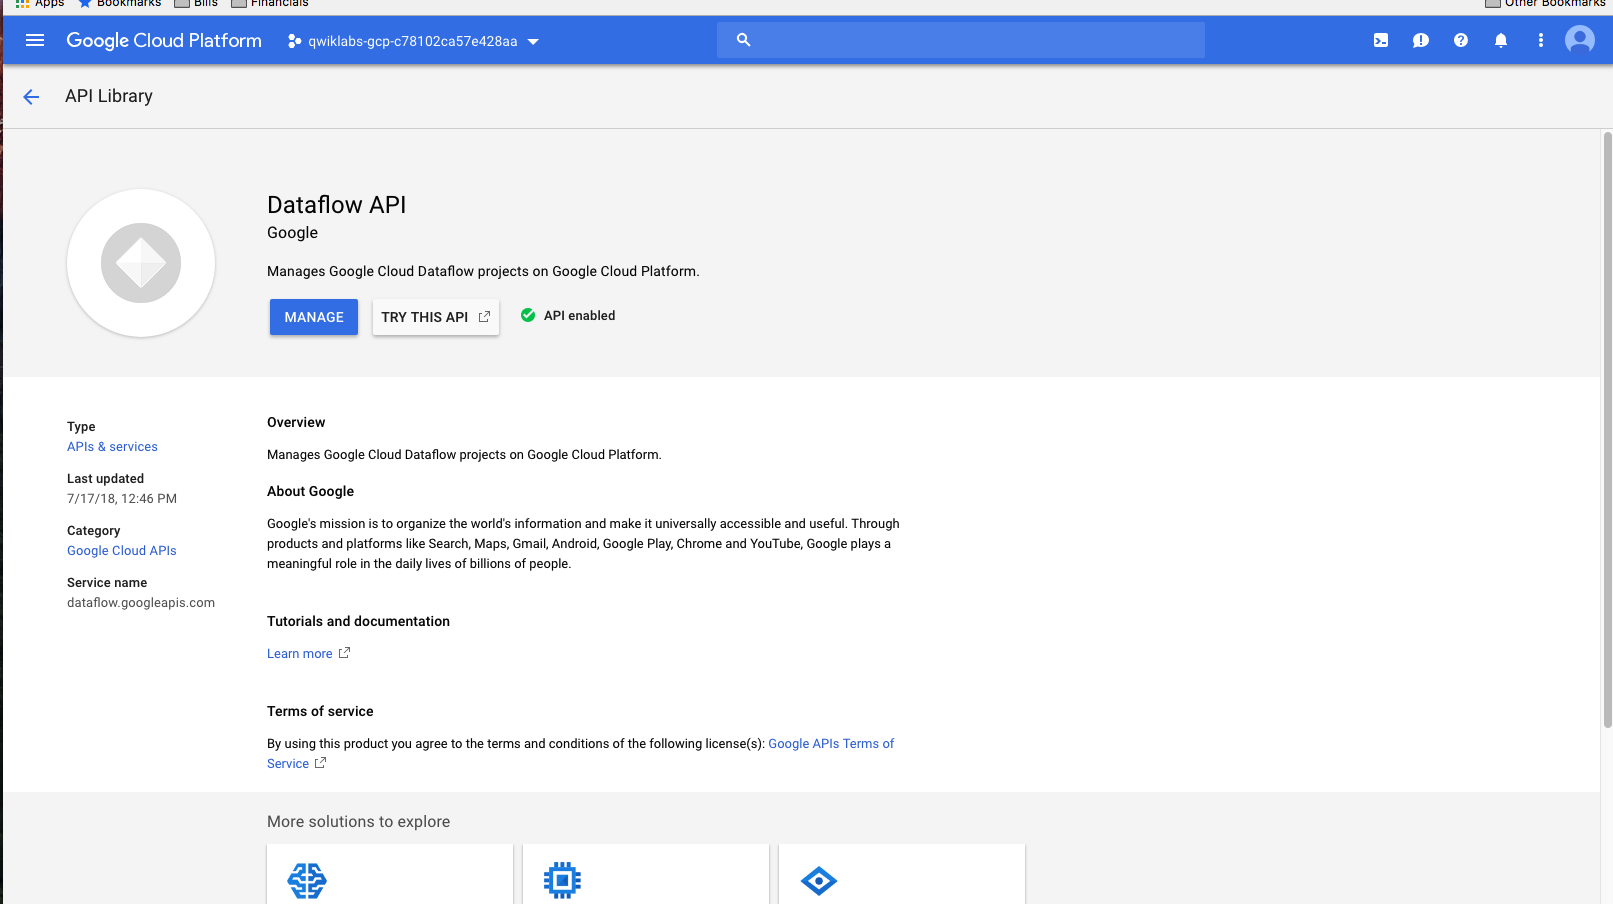 Apps Bookmarks Bills Financials Other Bookmarks
Google Cloud Platform qwiklabs-gcp-c78102ca57e428aa
API Library
Dataflow API
Google
Manages Google Cloud Dataflow projects on Google Cloud Platform.
MANAGE TRY THIS API API enabled
Type
APIs & services
Last updated
7/17/18, 12:46 PM
Category
Google Cloud APIs
Service name
dataflow.googleapis.com
Overview
Manages Google Cloud Dataflow projects on Google Cloud Platform.
About Google
Google's mission is to organize the world's information and make it universally accessible and useful. Through
products and platforms like Search, Maps, Gmail, Android, Google Play, Chrome and YouTube, Google plays a
meaningful role in the daily lives of billions of people.
Tutorials and documentation
Learn more
Terms of service
By using this product you agree to the terms and conditions of the following license(s): Google APIs Terms of
Service
More solutions to explore